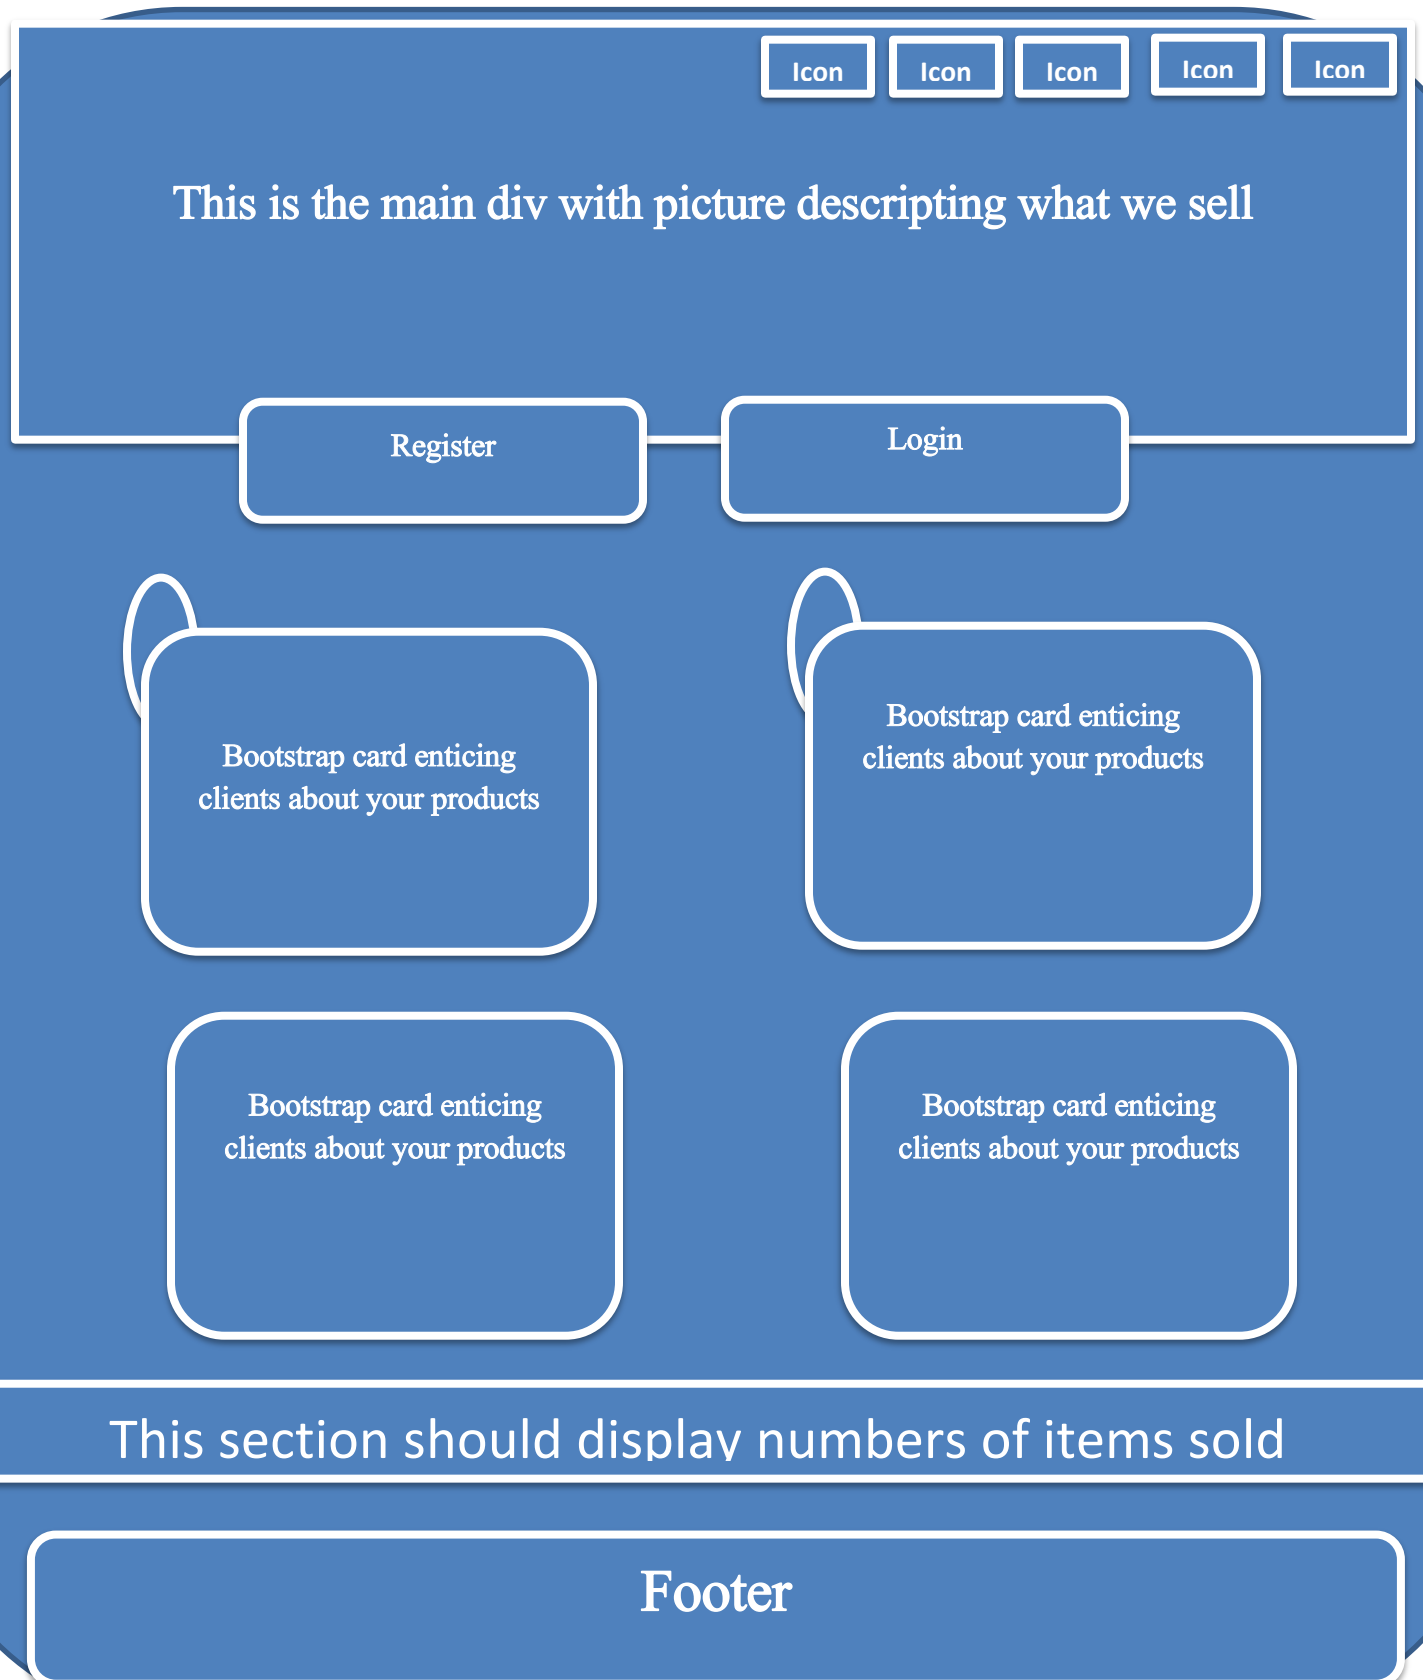 Icon Icon Icon Icon Icon
This is the main div with picture descripting what we sell
Register
Login
Bootstrap card enticing
clients about your products
Bootstrap card enticing
clients about your products
Bootstrap card enticing
clients about your products
Bootstrap card enticing
clients about your products
This section should display numbers of items sold
Footer